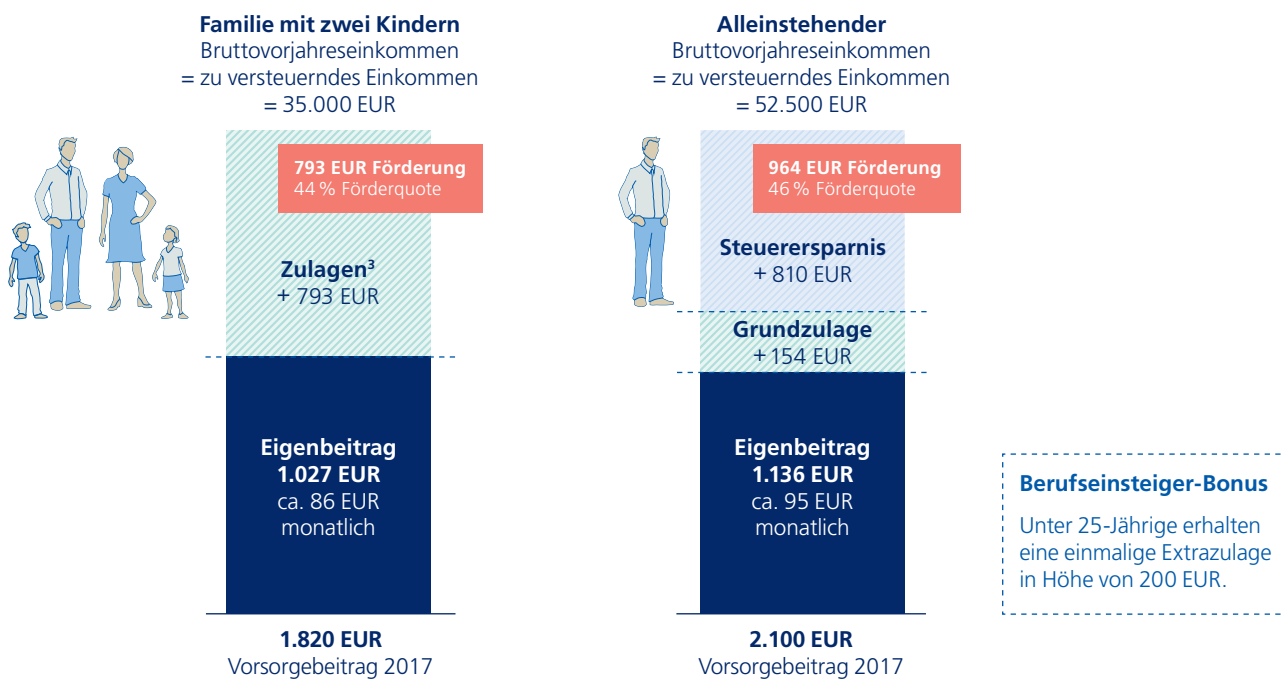 Familie mit zwei Kindern
Bruttovorjahreseinkommen
= zu versteuerndes Einkommen
= 35.000 EUR
793 EUR Förderung
44 % Förderquote
Zulagen³
+ 793 EUR
Eigenbeitrag
1.027 EUR
ca. 86 EUR
monatlich
1.820 EUR
Vorsorgebeitrag 2017
Alleinstehender
Bruttovorjahreseinkommen
= zu versteuerndes Einkommen
= 52.500 EUR
964 EUR Förderung
46 % Förderquote
Steuerersparnis
+ 810 EUR
Grundzulage
+ 154 EUR
Eigenbeitrag
1.136 EUR
ca. 95 EUR
monatlich
2.100 EUR
Vorsorgebeitrag 2017
Berufseinsteiger-Bonus
Unter 25-Jährige erhalten
eine einmalige Extrazulage
in Höhe von 200 EUR.